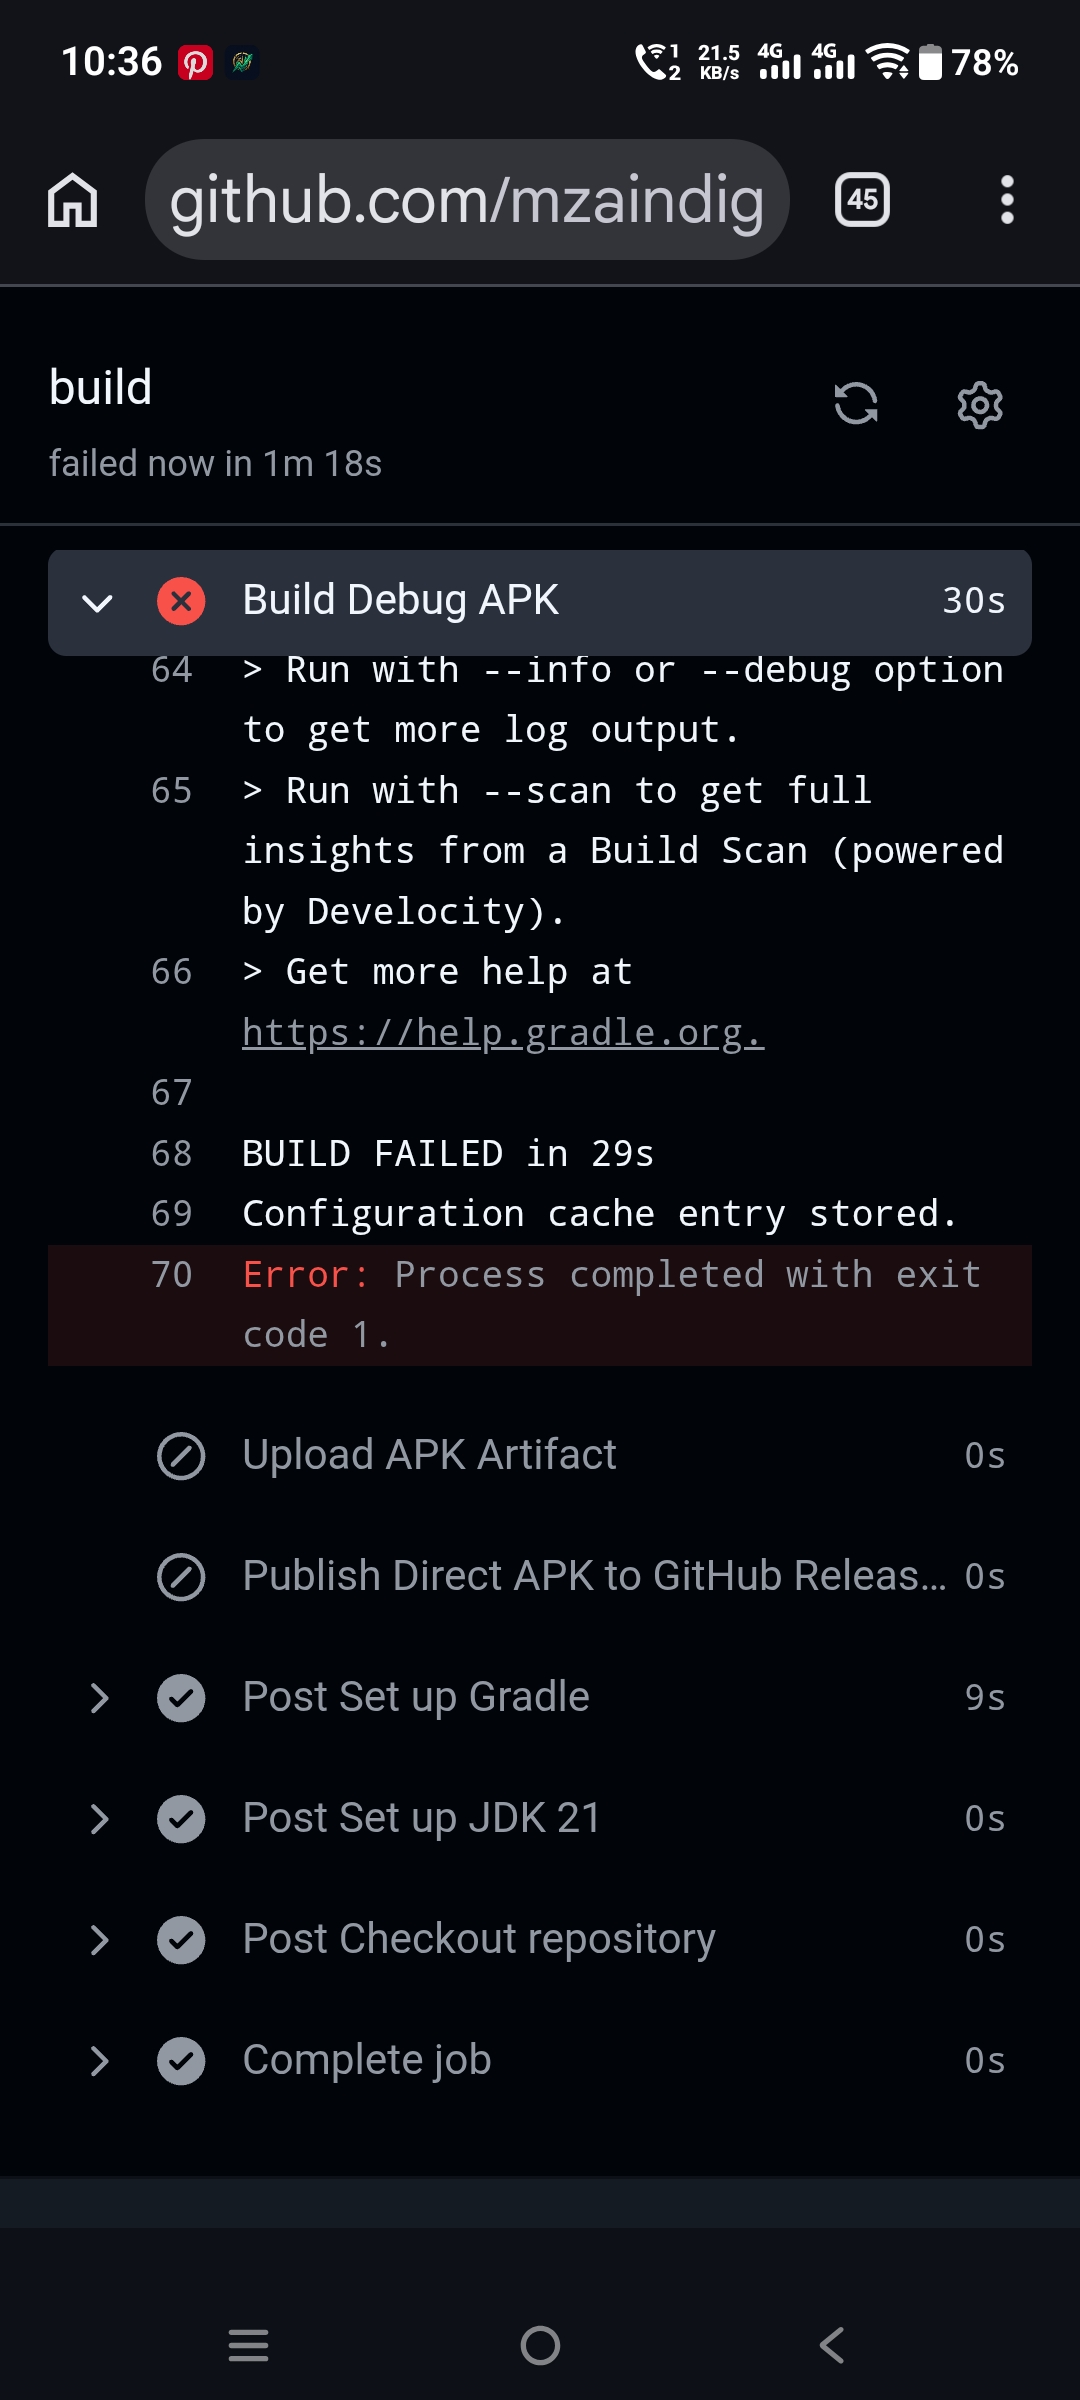 10:36
1
2
21.5
KB/s
4G
4G
78%
github.com/mzaindig
45
build
failed now in 1m 18s
Build Debug APK 30s
64 > Run with --info or --debug option
to get more log output.
65 > Run with --scan to get full
insights from a Build Scan (powered
by Develocity).
66 > Get more help at
https://help.gradle.org.
67
68 BUILD FAILED in 29s
69 Configuration cache entry stored.
70 Error: Process completed with exit
code 1.
Upload APK Artifact 0s
Publish Direct APK to GitHub Releas... 0s
Post Set up Gradle 9s
Post Set up JDK 21 0s
Post Checkout repository 0s
Complete job 0s